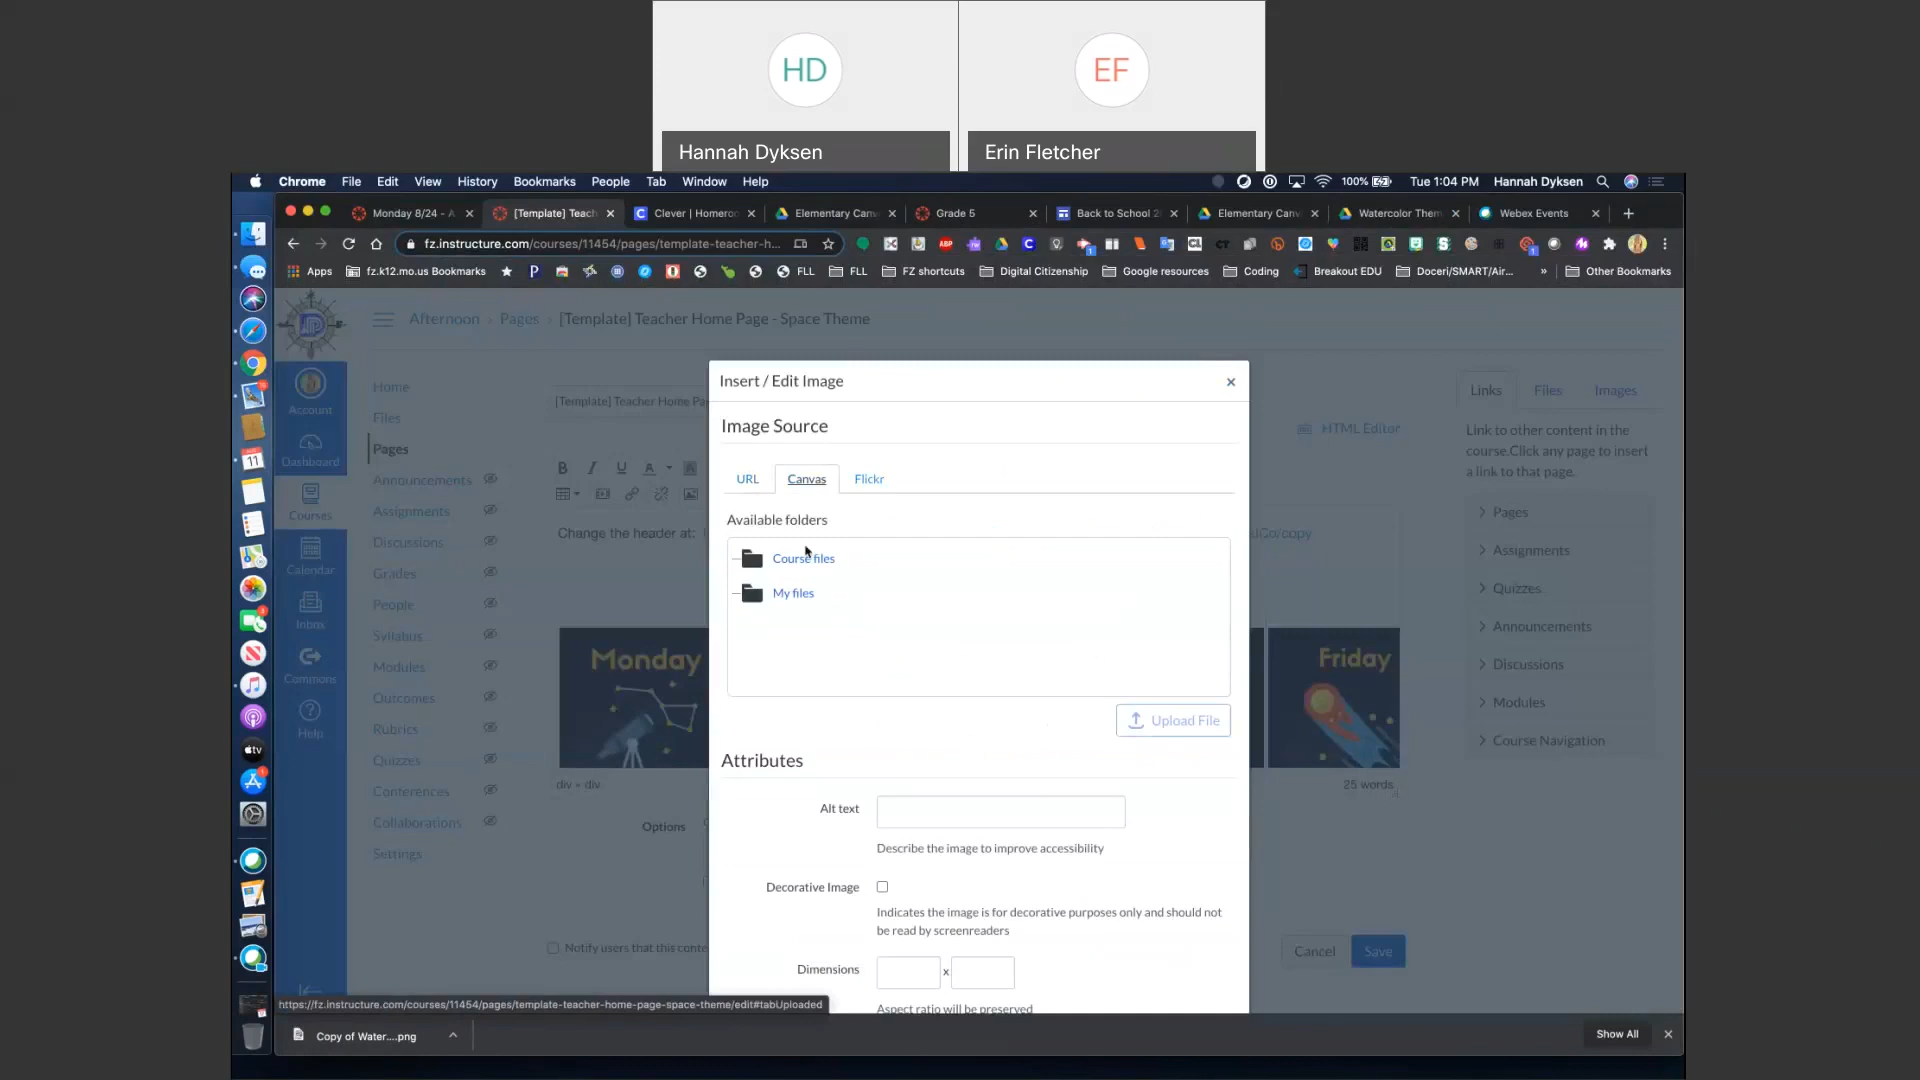 HD
EF
Hannah Dyksen
Erin Fletcher
Chrome File Edit View History Bookmarks People Tab Window Help
100% Tue 1:04 PM Hannah Dyksen
Monday 8/24 - A
[Template] Teach
Clever | Homeroo
Elementary Canv
Grade 5
Back to School 2
Elementary Canv
Watercolor Them
Webex Events
fz.instructure.com/courses/11454/pages/template-teacher-h...
Apps
fz.k12.mo.us Bookmarks
FLL
FLL
FZ shortcuts
Digital Citizenship
Google resources
Coding
Breakout EDU
Doceri/SMART/Air...
»
Other Bookmarks
Afternoon › Pages › [Template] Teacher Home Page - Space Theme
Account
Dashboard
Courses
Calendar
Inbox
Commons
Help
Home
Files
Pages
Announcements
Assignments
Discussions
Grades
People
Syllabus
Modules
Outcomes
Rubrics
Quizzes
Conferences
Collaborations
Settings
[Template] Teacher Home Pa
HTML Editor
B I U A
Change the header at:
/copy
Monday
Friday
div » div
25 words
Options
Notify users that this conte
Cancel
Save
Insert / Edit Image
Image Source
URL
Canvas
Flickr
Available folders
Course files
My files
Upload File
Attributes
Alt text
Describe the image to improve accessibility
Decorative Image
Indicates the image is for decorative purposes only and should not
be read by screenreaders
Dimensions
x
Aspect ratio will be preserved
Links
Files
Images
Link to other content in the
course.Click any page to insert
a link to that page.
Pages
Assignments
Quizzes
Announcements
Discussions
Modules
Course Navigation
https://fz.instructure.com/courses/11454/pages/template-teacher-home-page-space-theme/edit#tabUploaded
Copy of Water....png
Show All